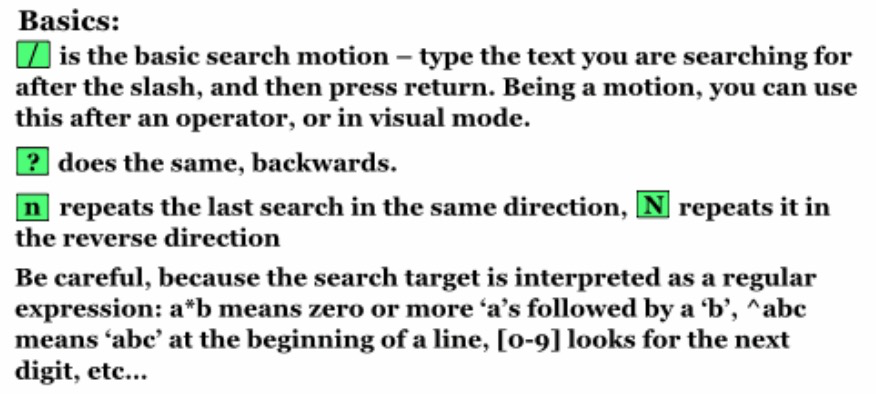 Basics:
/ is the basic search motion – type the text you are searching for
after the slash, and then press return. Being a motion, you can use
this after an operator, or in visual mode.
? does the same, backwards.
n repeats the last search in the same direction, N repeats it in
the reverse direction
Be careful, because the search target is interpreted as a regular
expression: a*b means zero or more ‘a’s followed by a ‘b’, ^abc
means ‘abc’ at the beginning of a line, [0-9] looks for the next
digit, etc...